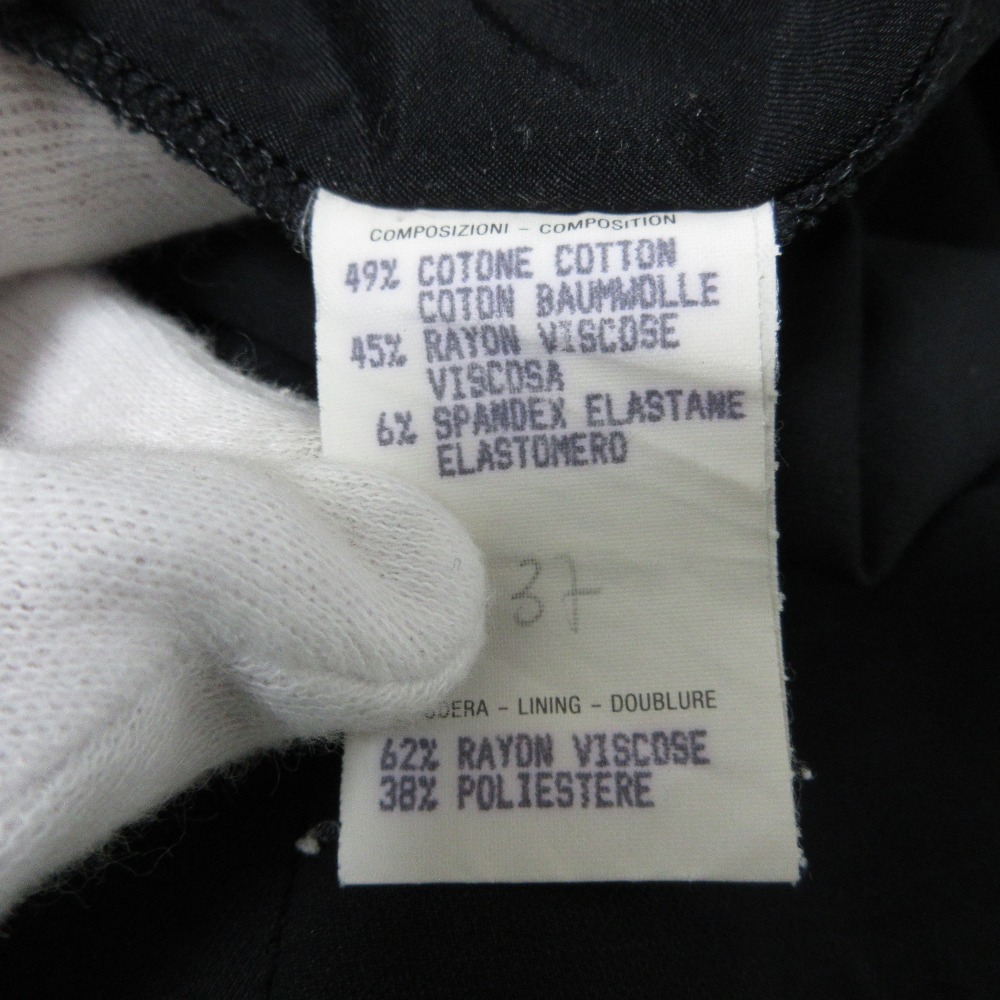 COMPOSIZIONI - COMPOSITION
49% COTONE COTTON
COTON BAUMWOLLE
45% RAYON VISCOSE
VISCOSA
6% SPANDEX ELASTANE
ELASTOMERO
37
- LINING - DOUBLURE
62% RAYON VISCOSE
38% POLIESTERE